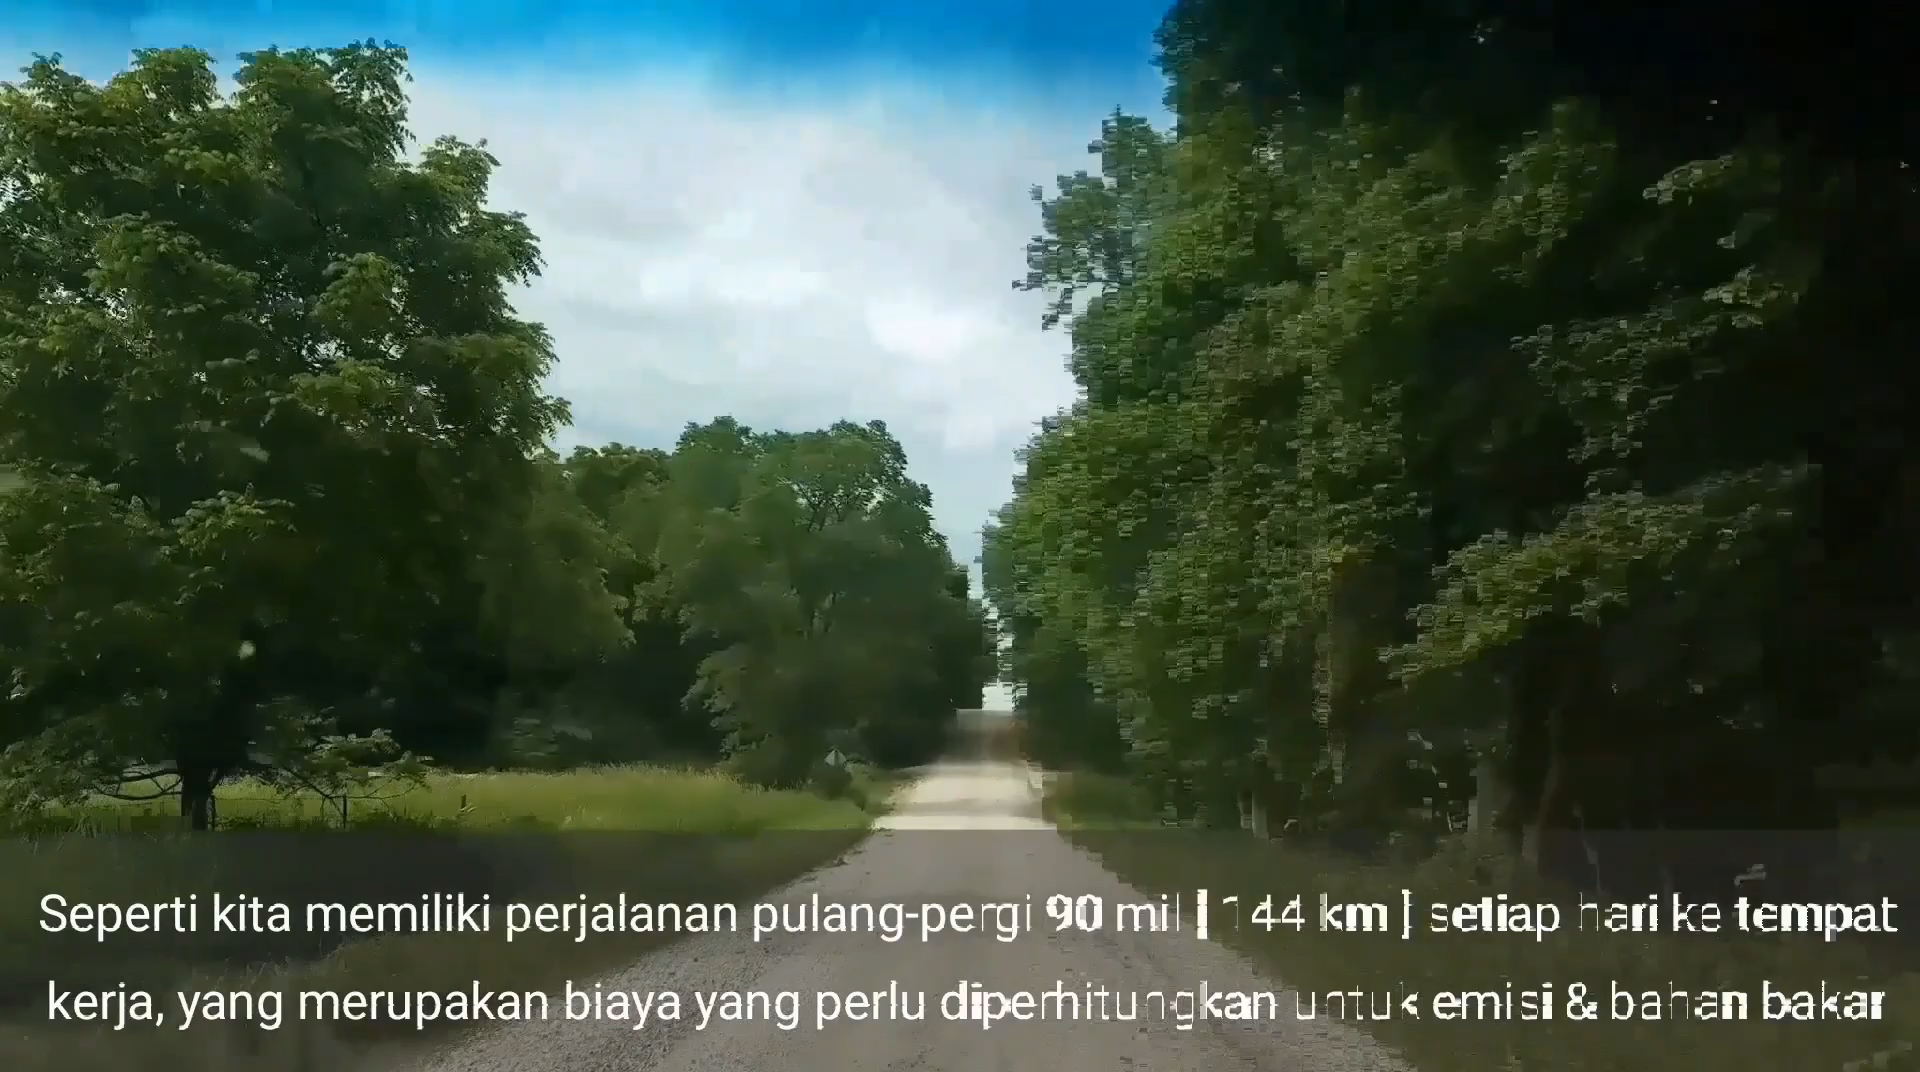 Seperti kita memiliki perjalanan pulang-pergi 90 mil [ 144 km ] setiap hari ke tempat
kerja, yang merupakan biaya yang perlu diperhitungkan untuk emisi & bahan bakar